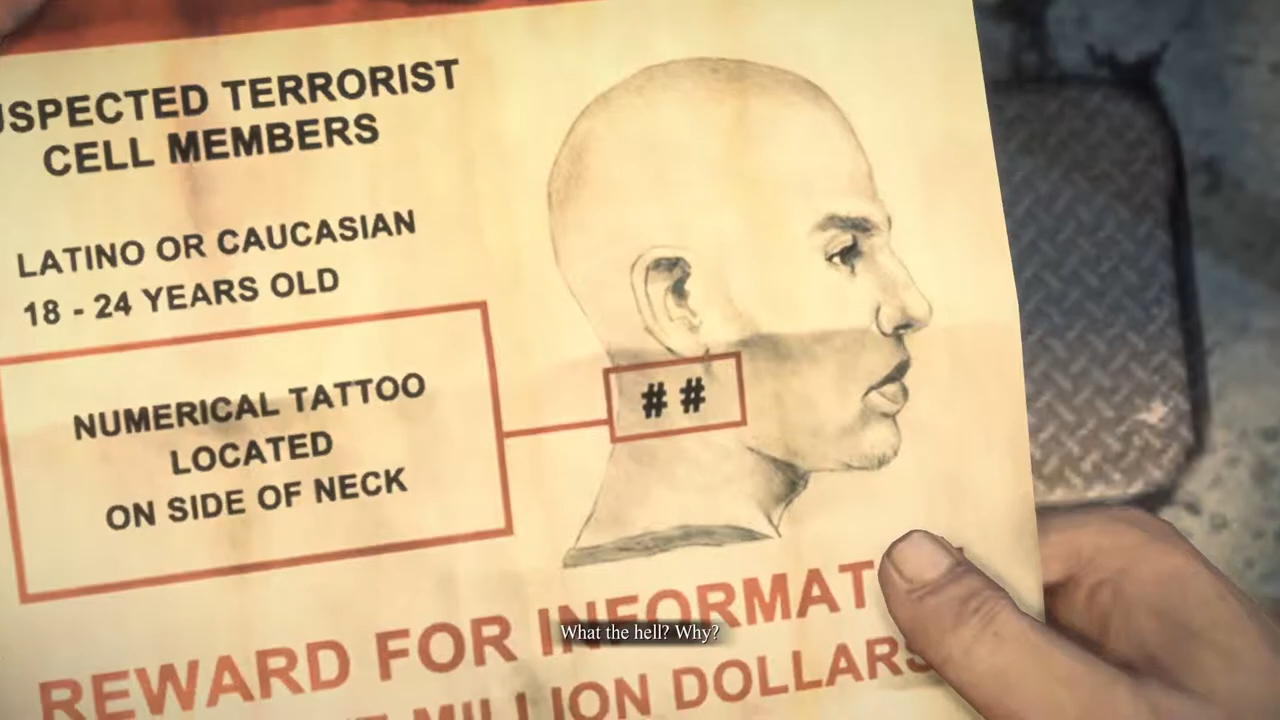 SUSPECTED TERRORIST
CELL MEMBERS
LATINO OR CAUCASIAN
18 - 24 YEARS OLD
NUMERICAL TATTOO
LOCATED
ON SIDE OF NECK
##
REWARD FOR INFORMAT
MILLION DOLLARS
What the hell? Why?